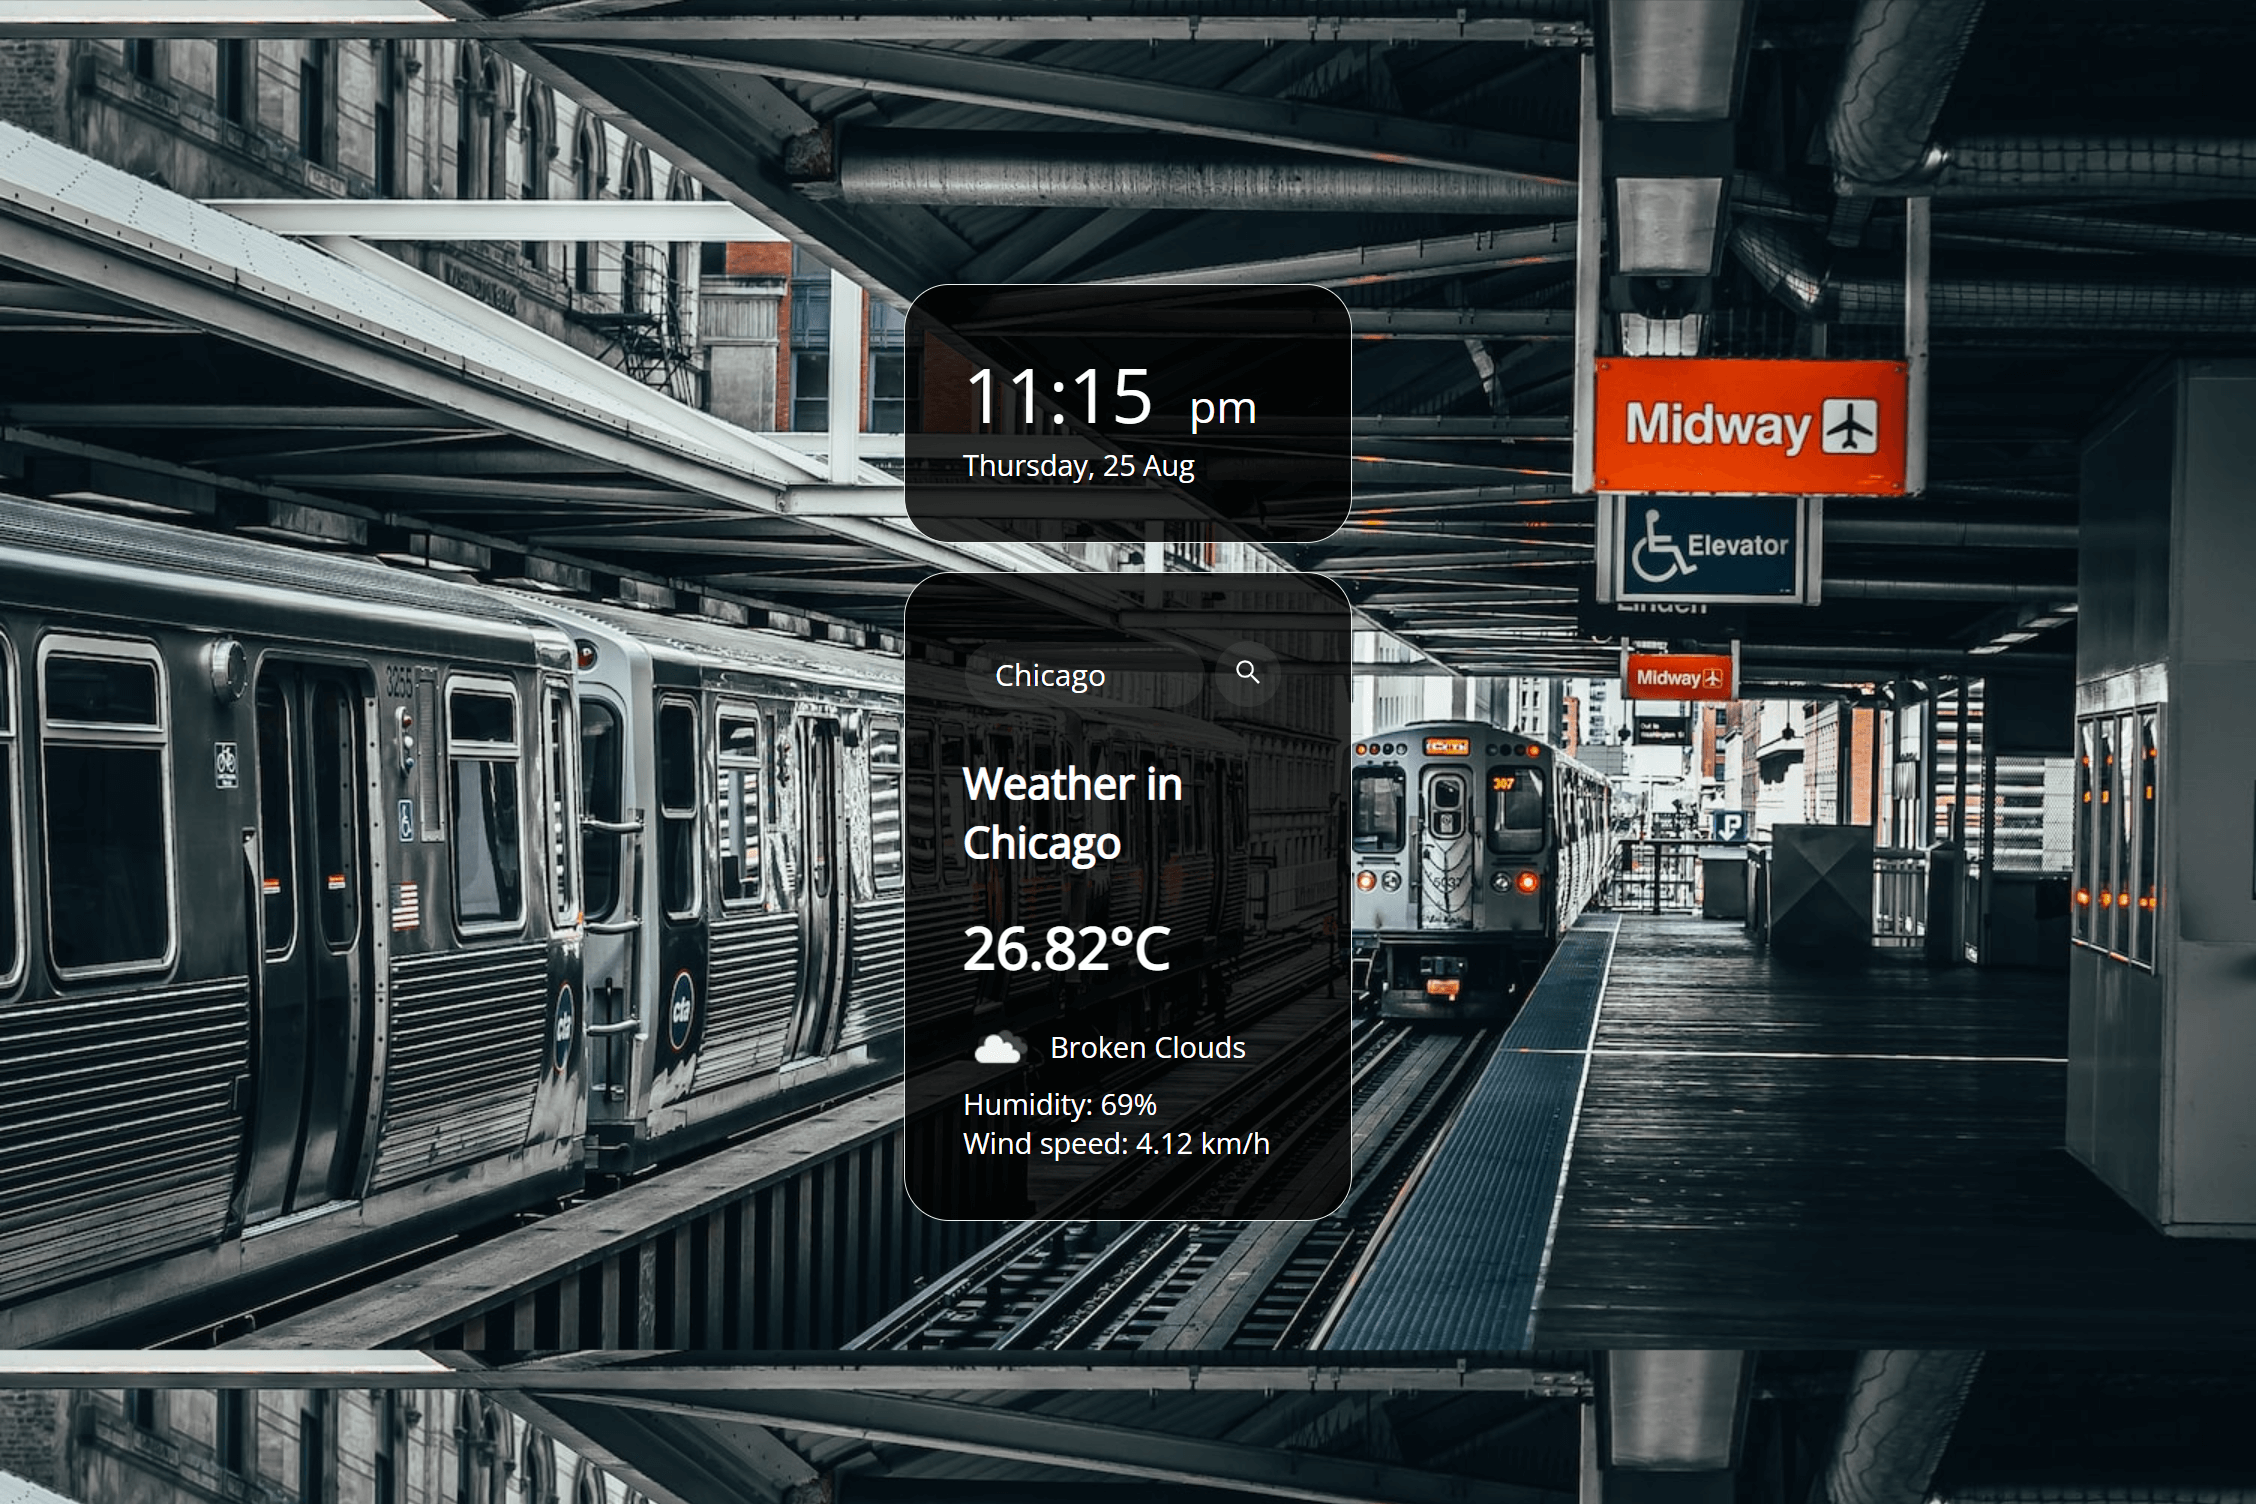 11:15 pm
Thursday, 25 Aug
Midway
Elevator
Linden
Chicago
Midway
3255
307
P
Weather in
Chicago
26.82°C
cta
cta
Broken Clouds
Humidity: 69%
Wind speed: 4.12 km/h